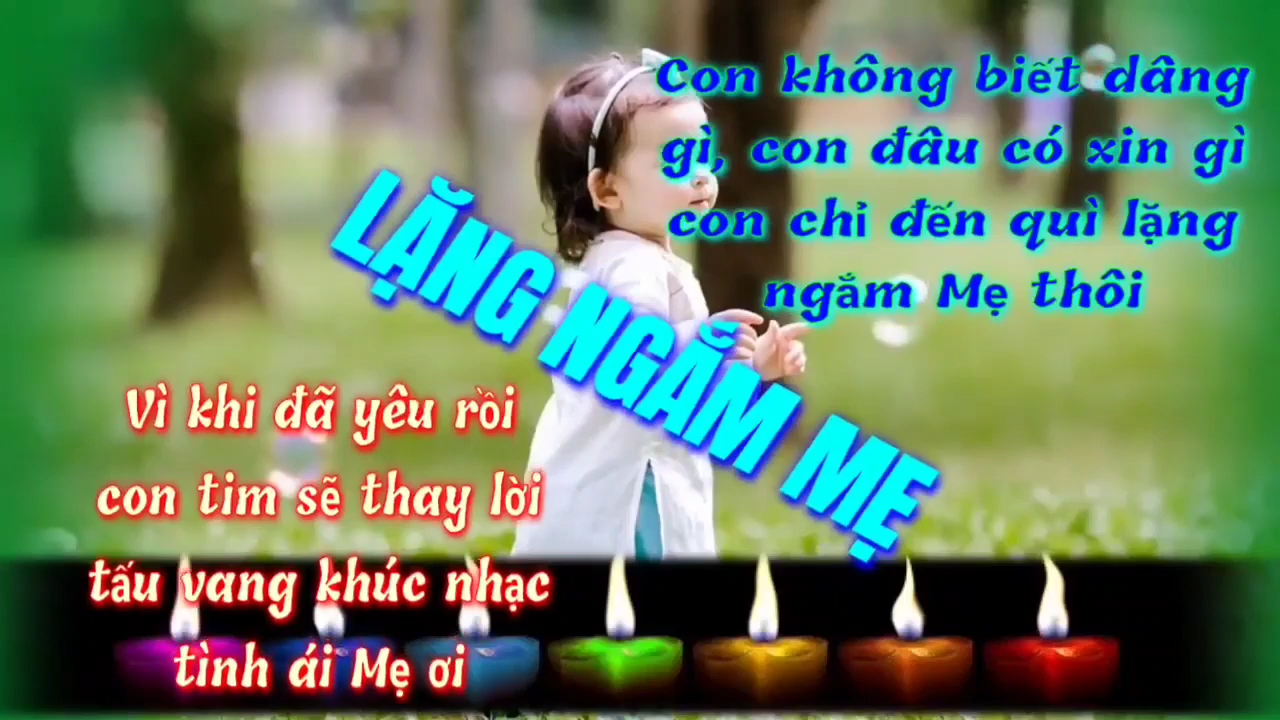 Con không biết dâng
gì, con đâu có xin gì
con chỉ đến quì lặng
ngắm Mẹ thôi
LẶNG NGẮM MẸ
Vì khi đã yêu rồi
con tim sẽ thay lời
tấu vang khúc nhạc
tình ái Mẹ ơi